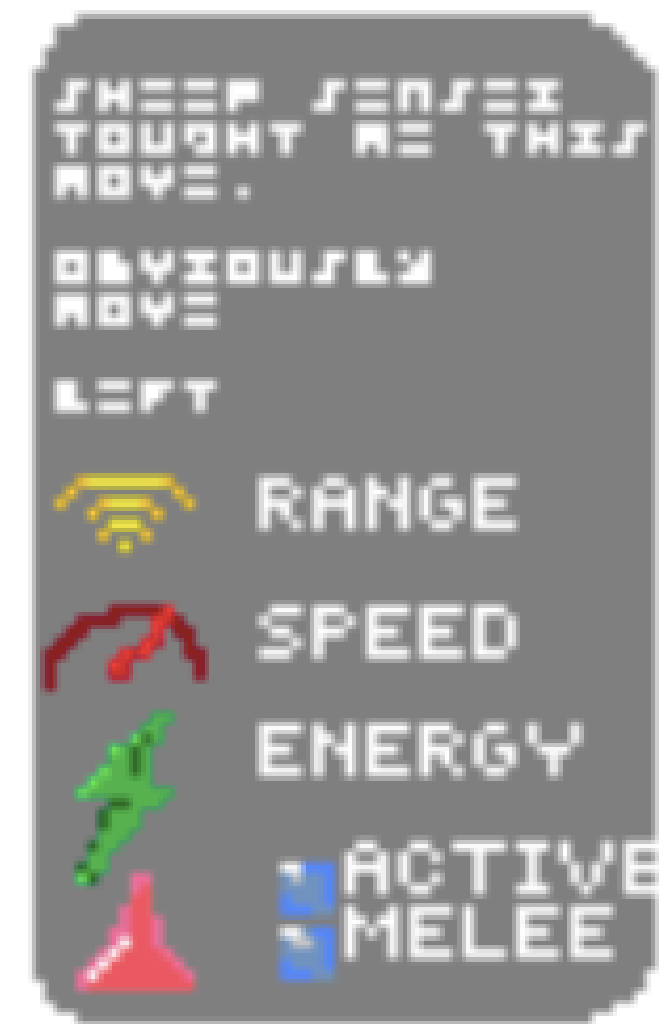 SHEEP SENSEI
TOUGHT ME THIS
MOVE.
OBVIOUSLY
MOVE
LEFT
RANGE
SPEED
ENERGY
ACTIVE
MELEE